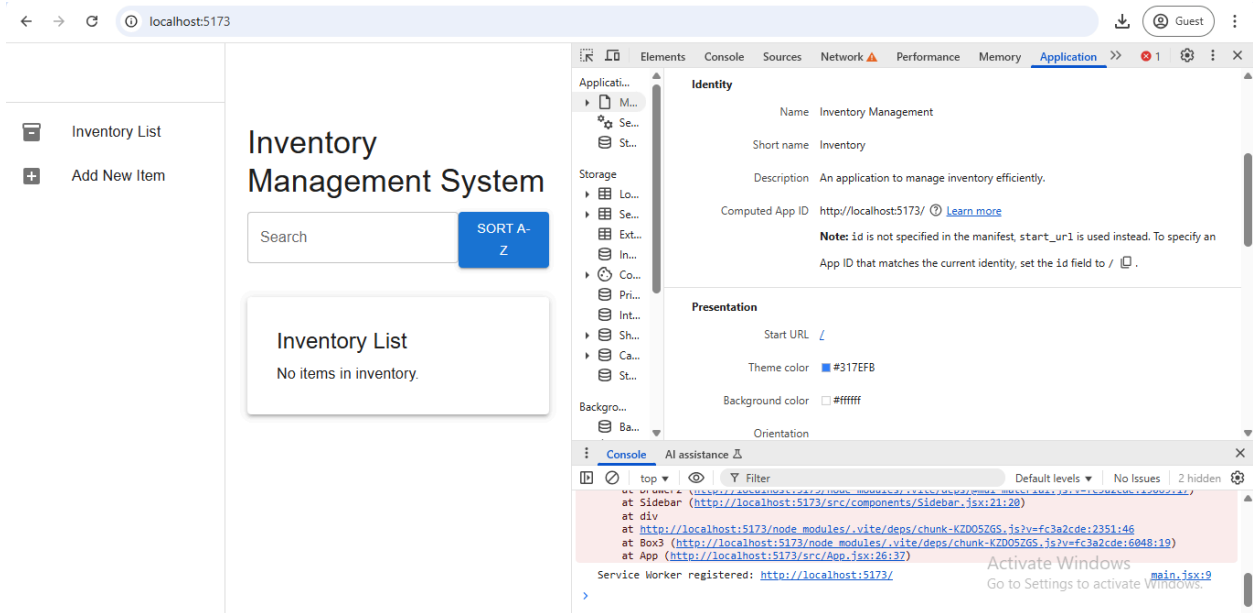 localhost:5173
Guest
Inventory List
Add New Item
Inventory
Management System
Search
SORT A-
Z
Inventory List
No items in inventory.
Elements Console Sources Network Performance Memory Application 1
Applicati...
M...
Se...
St...
Storage
Lo...
Se...
Ext...
In...
Co...
Pri...
Int...
Sh...
Ca...
St...
Backgro...
Ba...
Identity
Name Inventory Management
Short name Inventory
Description An application to manage inventory efficiently.
Computed App ID http://localhost:5173/ Learn more
Note: id is not specified in the manifest, start_url is used instead. To specify an
App ID that matches the current identity, set the id field to / .
Presentation
Start URL /
Theme color #317EFB
Background color #ffffff
Orientation
Console AI assistance
top Filter Default levels No Issues 2 hidden
at Sidebar (http://localhost:5173/src/components/Sidebar.jsx:21:20)
at div
at http://localhost:5173/node_modules/.vite/deps/chunk-KZDO5ZGS.js?v=fc3a2cde:2351:46
at Box3 (http://localhost:5173/node_modules/.vite/deps/chunk-KZDO5ZGS.js?v=fc3a2cde:6048:19)
at App (http://localhost:5173/src/App.jsx:26:37)
Service Worker registered: http://localhost:5173/ main.jsx:9
Activate Windows
Go to Settings to activate Windows.